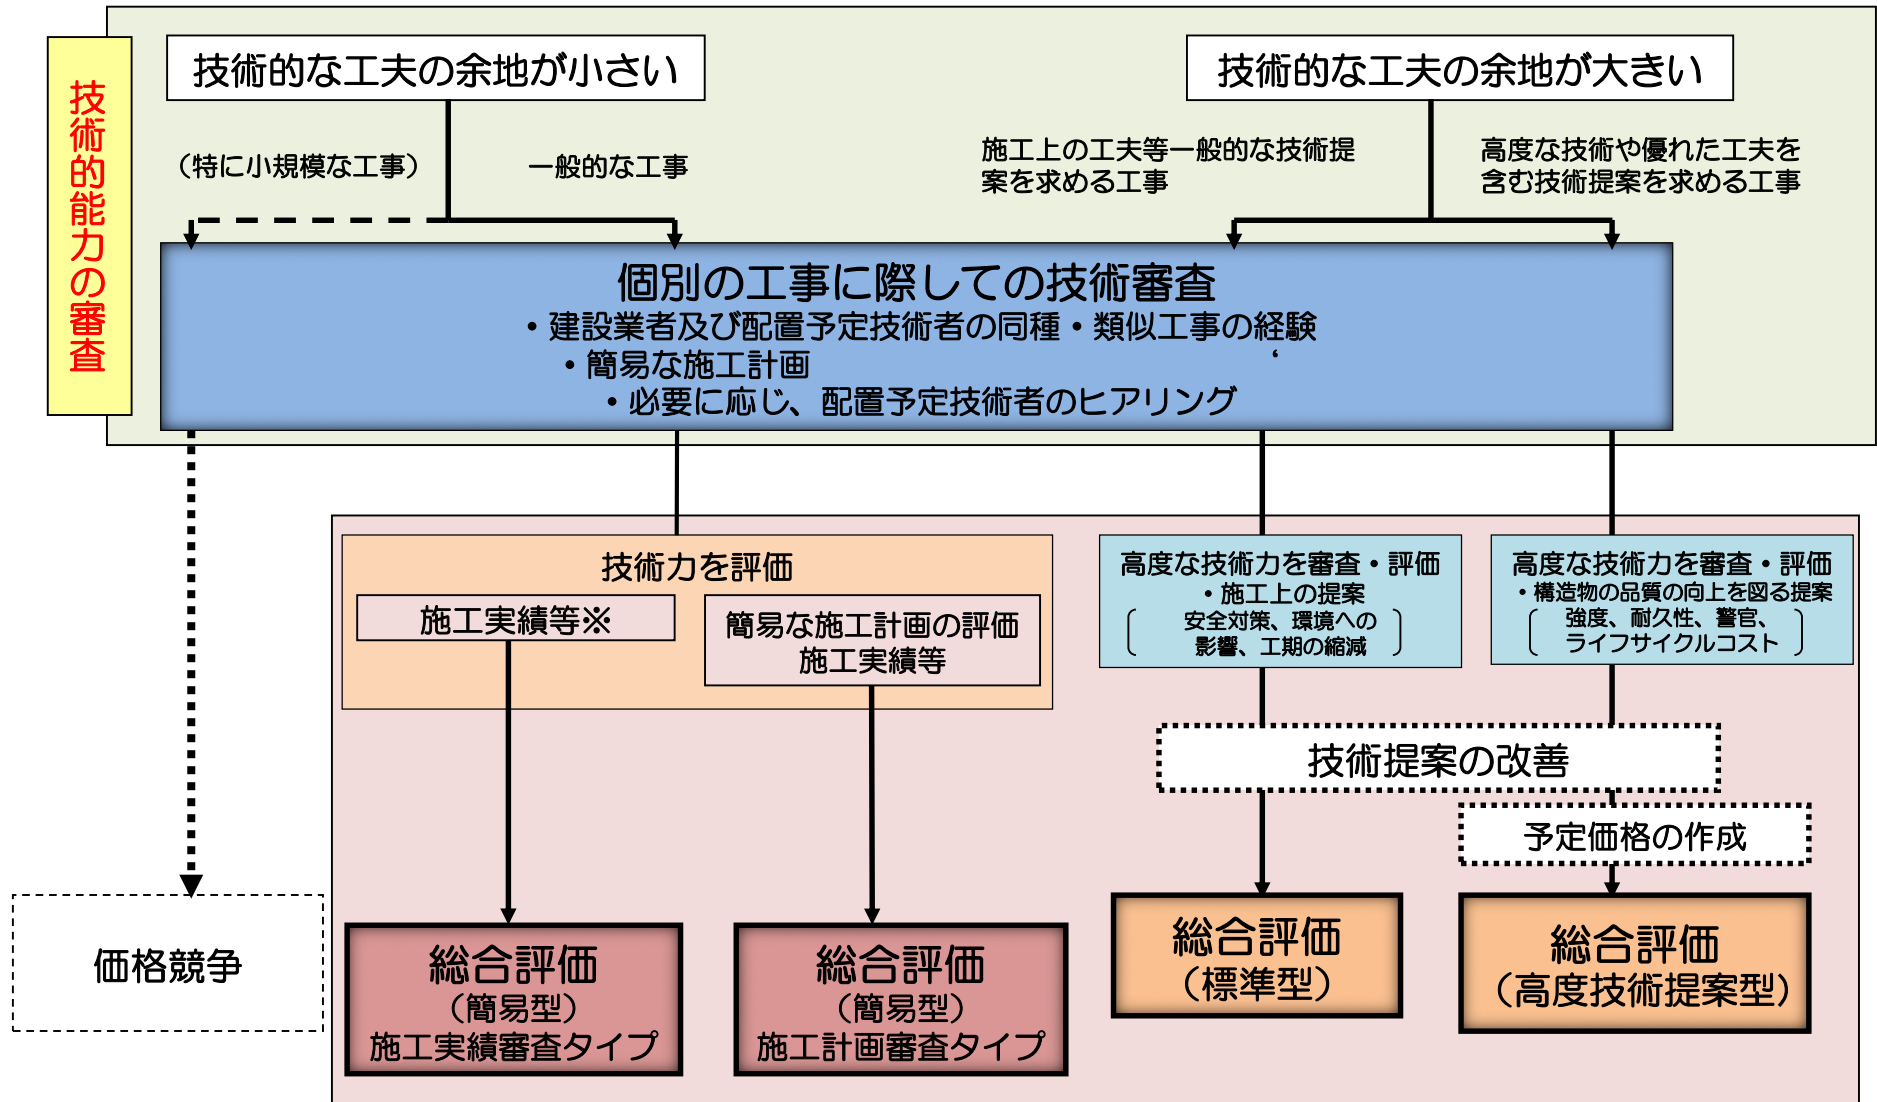 技術的能力の審査
技術的な工夫の余地が小さい
技術的な工夫の余地が大きい
（特に小規模な工事）
一般的な工事
施工上の工夫等一般的な技術提
案を求める工事
高度な技術や優れた工夫を
含む技術提案を求める工事
個別の工事に際しての技術審査
・建設業者及び配置予定技術者の同種・類似工事の経験
・簡易な施工計画
・必要に応じ、配置予定技術者のヒアリング
技術力を評価
施工実績等※
簡易な施工計画の評価
施工実績等
高度な技術力を審査・評価
・施工上の提案
安全対策、環境への
影響、工期の縮減
高度な技術力を審査・評価
・構造物の品質の向上を図る提案
強度、耐久性、警官、
ライフサイクルコスト
技術提案の改善
予定価格の作成
価格競争
総合評価
（簡易型）
施工実績審査タイプ
総合評価
（簡易型）
施工計画審査タイプ
総合評価
（標準型）
総合評価
（高度技術提案型）